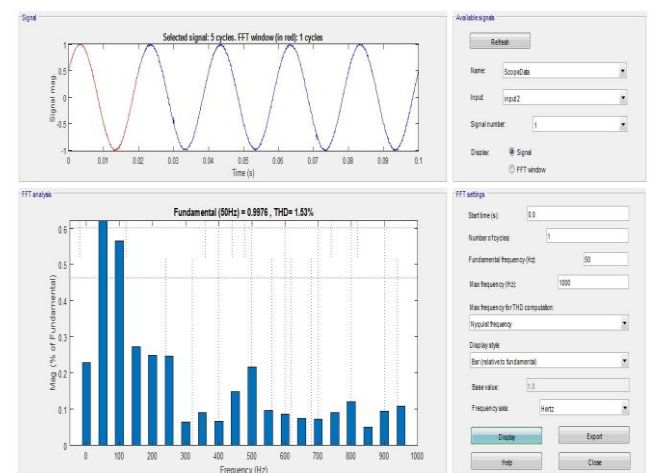 Signal
Selected signal: 5 cycles. FFT window (in red): 1 cycles
Signal mag.
1
0.5
0
-0.5
-1
0 0.01 0.02 0.03 0.04 0.05 0.06 0.07 0.08 0.09 0.1
Time (s)
FFT analysis
Fundamental (50Hz) = 0.9976 , THD= 1.53%
Mag (% of Fundamental)
0.6
0.5
0.4
0.3
0.2
0.1
0
0 100 200 300 400 500 600 700 800 900 1000
Frequency (Hz)
Available signals
Refresh
Name: ScopeData
Input: input2
Signal number: 1
Display: Signal
FFT window
FFT settings
Start time (s): 0.0
Number of cycles: 1
Fundamental frequency (Hz): 50
Max frequency (Hz): 1000
Max frequency for THD computation:
Nyquist frequency
Display style:
Bar (relative to fundamental)
Base value: 1.0
Frequency axis: Hertz
Display Export
Help Close